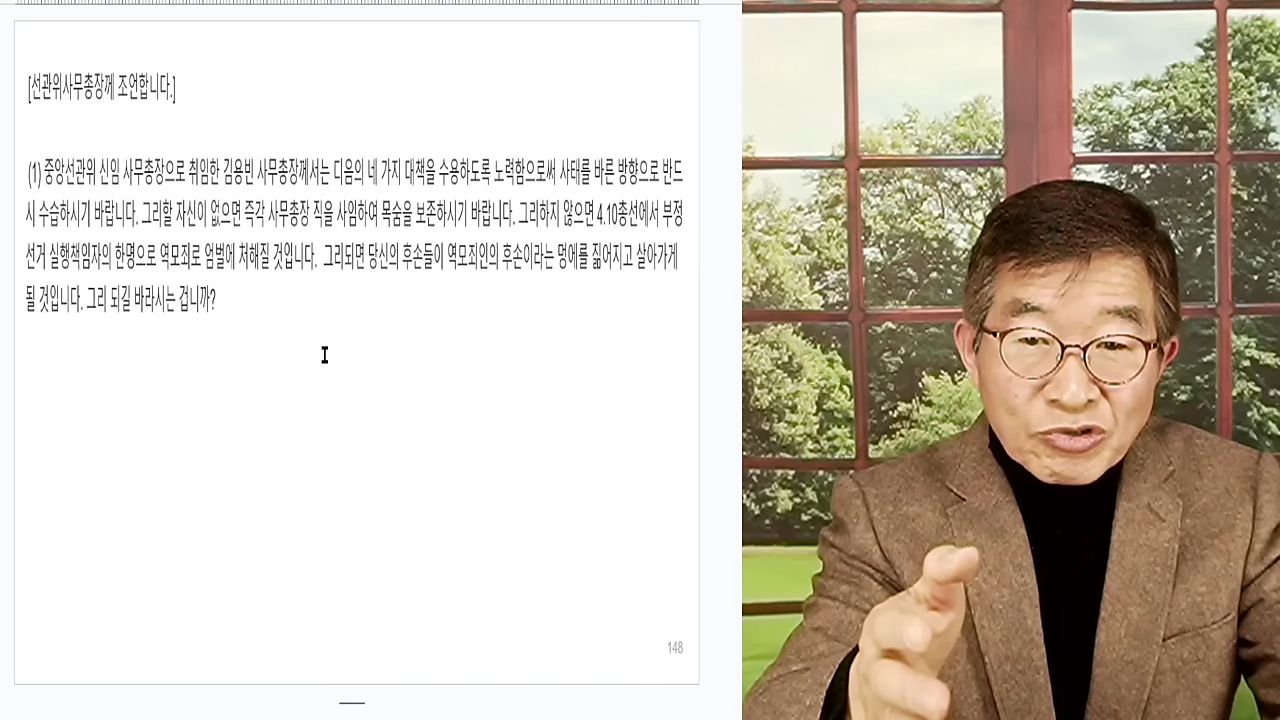 [선관위사무총장께 조언합니다.]
(1) 중앙선관위 신임 사무총장으로 취임한 김용빈 사무총장께서는 디음의 네 가지 대책을 수용하도록 노력함으로써 사태를 바른 방향으로 반드
시 수습하시기 바랍니다. 그리할 자신이 없으면 즉각 사무총장 직을 사임하여 목숨을 보존하시기 바랍니다. 그리하지 않으면 4.10총선에서 부정
선거 실행책임자의 한명으로 역모죄로 엄벌에 쳐해질 것입니다. 그리되면 당신의 후손들이 역모죄인의 후손이라는 멍에를 짊어지고 살아가게
될 것입니다. 그리 되길 바라시는 겁니까?
148